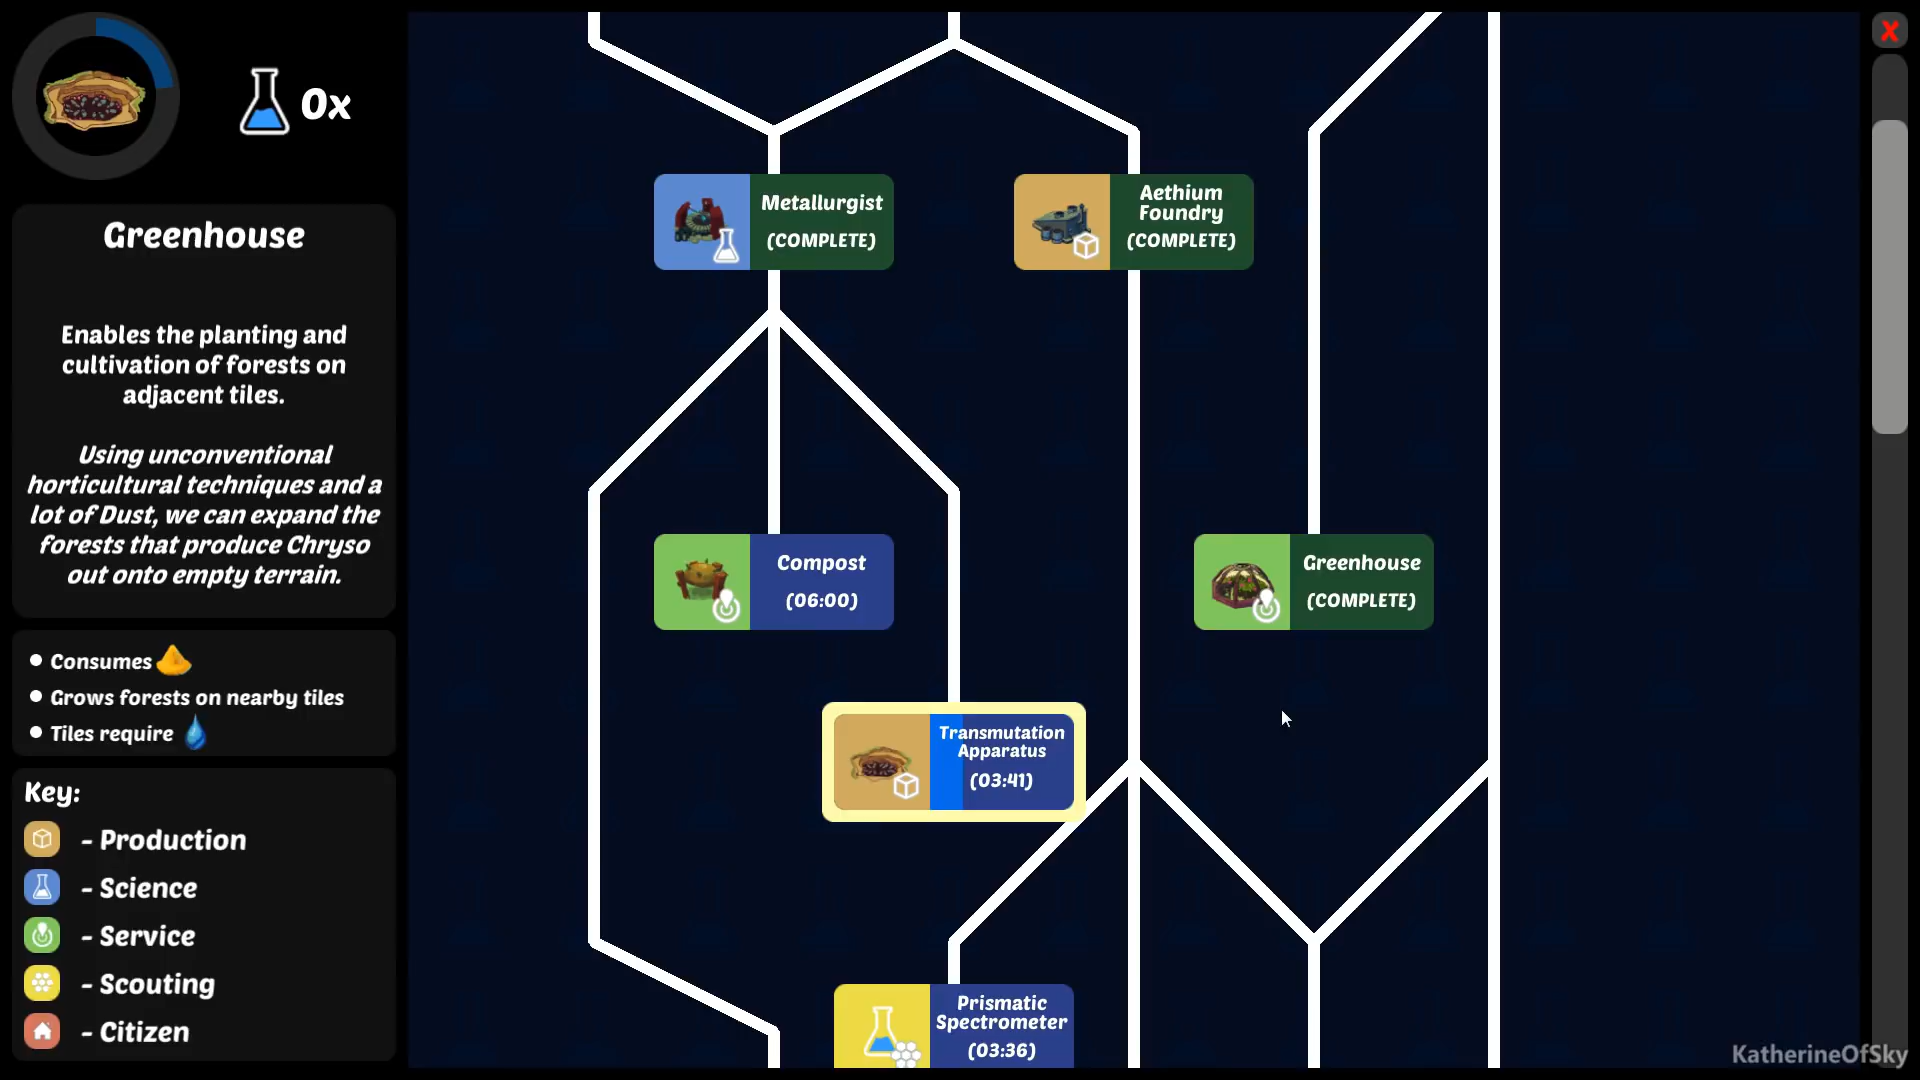 0x
X
Greenhouse
Enables the planting and
cultivation of forests on
adjacent tiles.
Using unconventional
horticultural techniques and a
lot of Dust, we can expand the
forests that produce Chryso
out onto empty terrain.
• Consumes
• Grows forests on nearby tiles
• Tiles require
Key:
- Production
- Science
- Service
- Scouting
- Citizen
Metallurgist
(COMPLETE)
Aethium
Foundry
(COMPLETE)
Compost
(06:00)
Greenhouse
(COMPLETE)
Transmutation
Apparatus
(03:41)
Prismatic
Spectrometer
(03:36)
KatherineOfSky